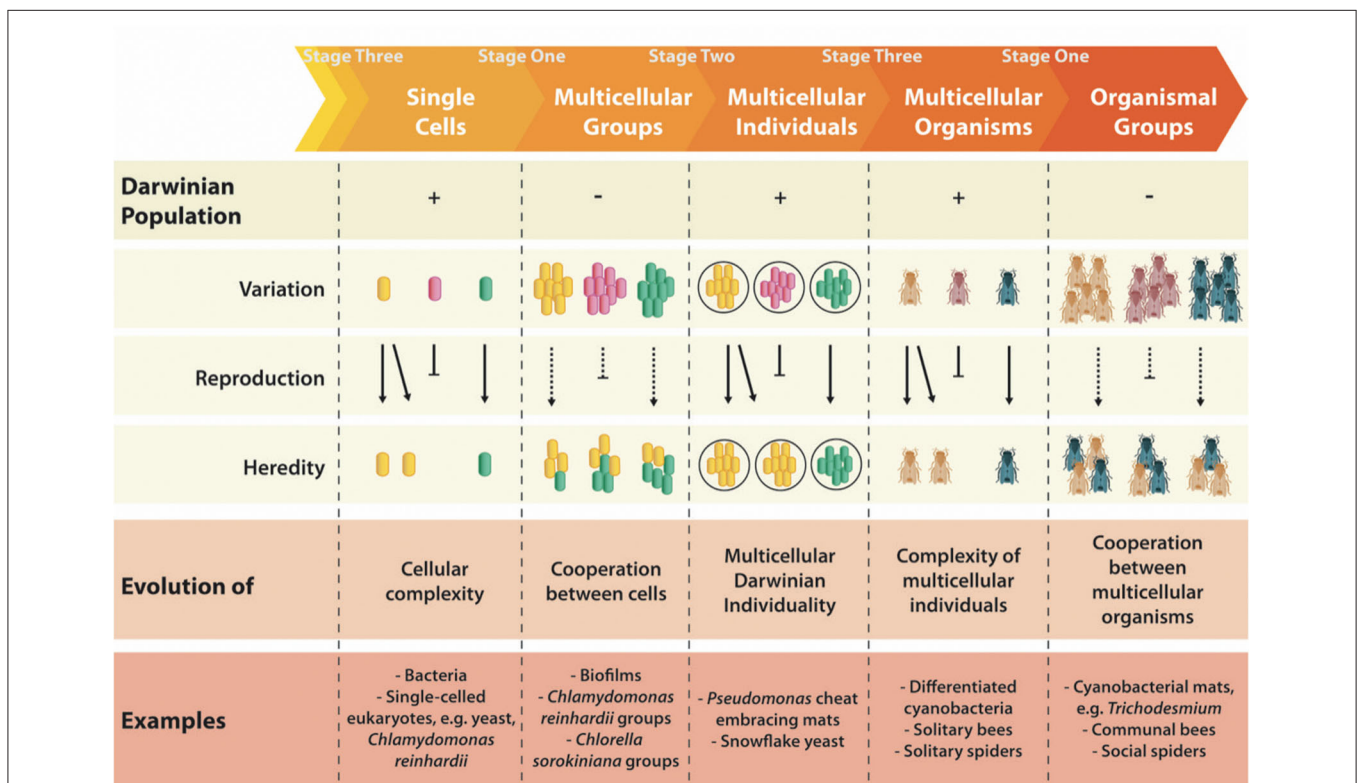 Stage Three
Stage One
Stage Two
Stage Three
Stage One
Single
Cells
Multicellular
Groups
Multicellular
Individuals
Multicellular
Organisms
Organismal
Groups
Darwinian
Population
+
-
+
+
-
Variation
Reproduction
Heredity
Evolution of
Cellular
complexity
Cooperation
between cells
Multicellular
Darwinian
Individuality
Complexity of
multicellular
individuals
Cooperation
between
multicellular
organisms
Examples
- Bacteria
- Single-celled
eukaryotes, e.g. yeast,
Chlamydomonas
reinhardii
- Biofilms
- Chlamydomonas
reinhardii groups
- Chlorella
sorokiniana groups
- Pseudomonas cheat
embracing mats
- Snowflake yeast
- Differentiated
cyanobacteria
- Solitary bees
- Solitary spiders
- Cyanobacterial mats,
e.g. Trichodesmium
- Communal bees
- Social spiders